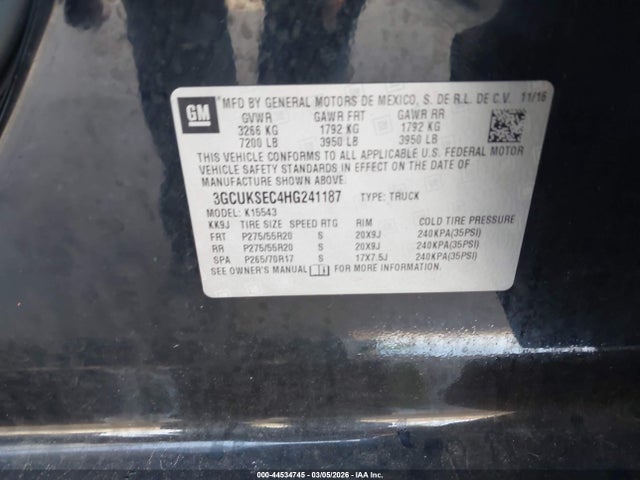 GM
MFD BY GENERAL MOTORS DE MEXICO, S. DE R.L. DE C.V. 11/16
GVWR GAWR FRT GAWR RR
3266 KG 1792 KG 1792 KG
7200 LB 3950 LB 3950 LB
THIS VEHICLE CONFORMS TO ALL APPLICABLE U.S. FEDERAL MOTOR
VEHICLE SAFETY STANDARDS IN EFFECT ON THE DATE OF
MANUFACTURE SHOWN ABOVE.
3GCUKSEC4HG241187 TYPE: TRUCK
MODEL: K15543
KK9J TIRE SIZE SPEED RTG RIM COLD TIRE PRESSURE
FRT P275/55R20 S 20X9J 240KPA(35PSI)
RR P275/55R20 S 20X9J 240KPA(35PSI)
SPA P265/70R17 S 17X7.5J 240KPA(35PSI)
SEE OWNER'S MANUAL FOR MORE INFORMATION.
000-44534745 - 03/05/2026 - IAA Inc.